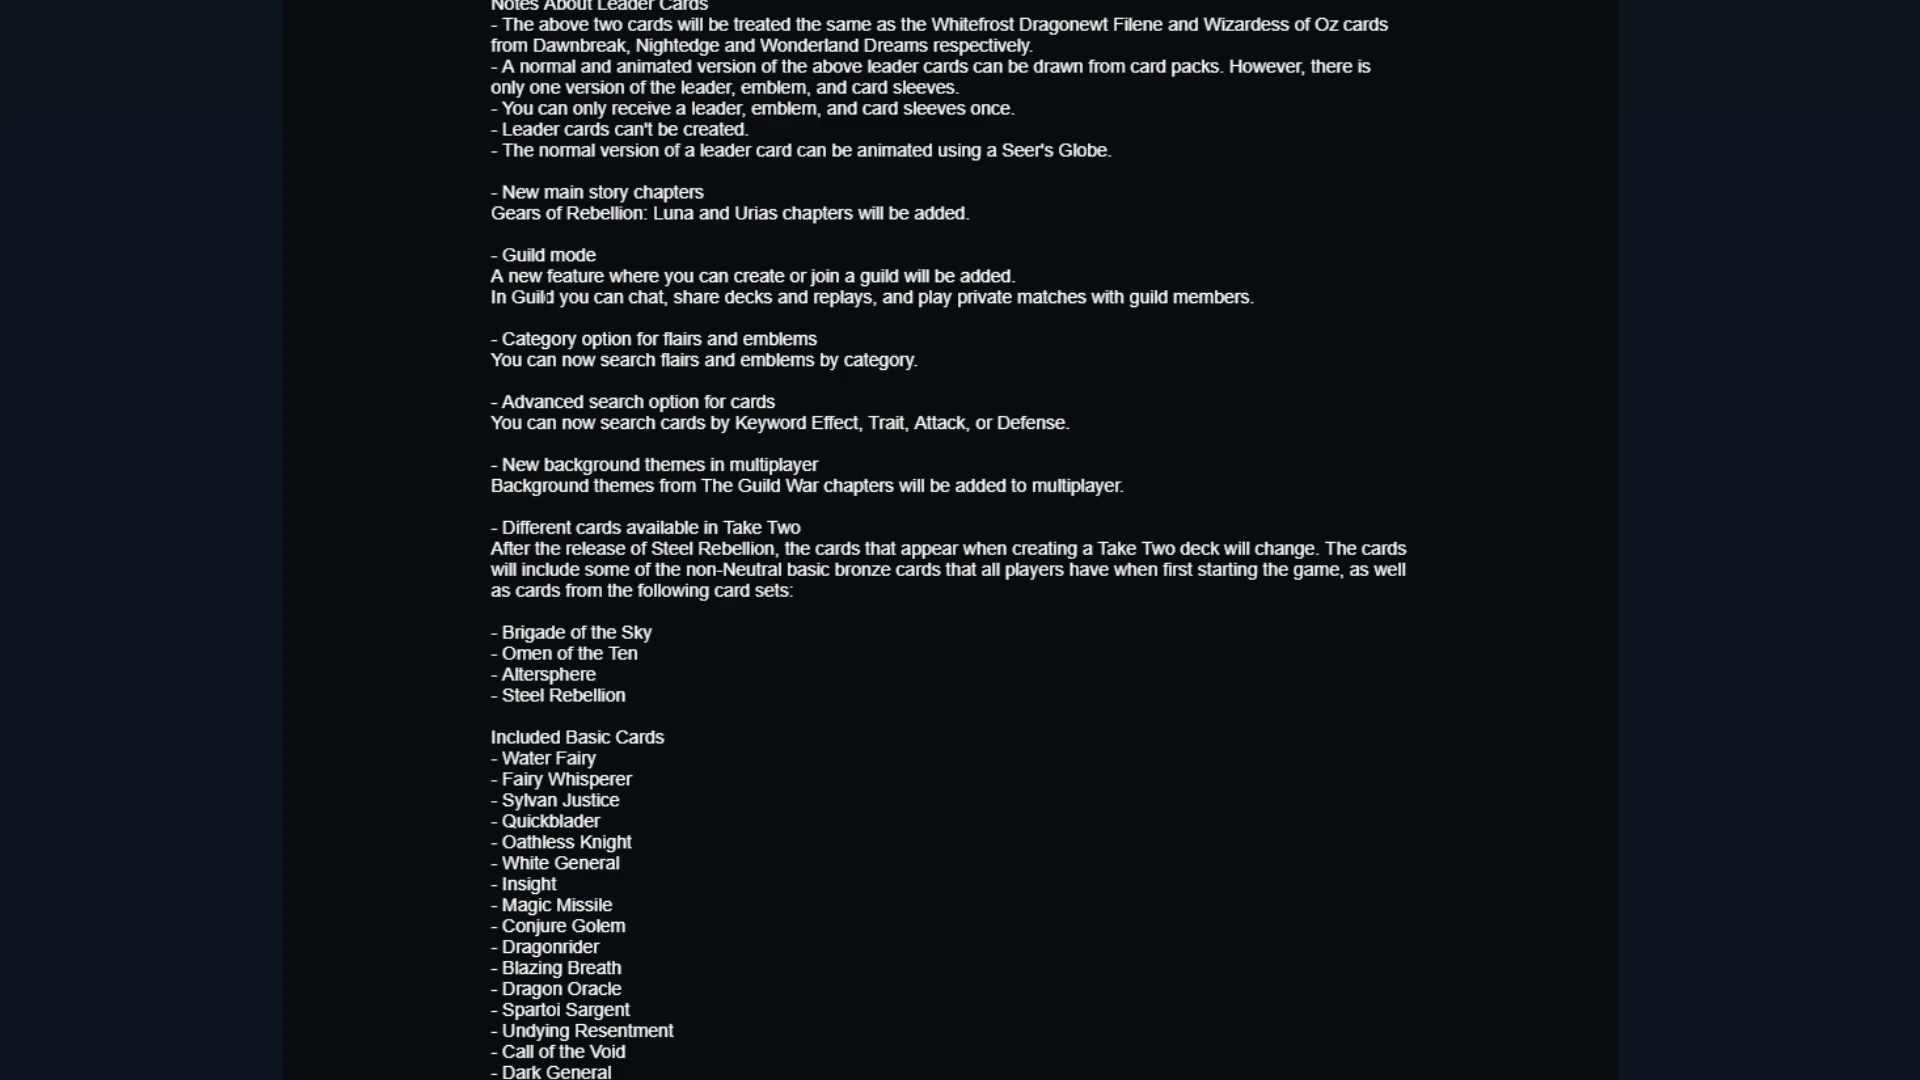 Notes About Leader Cards
- The above two cards will be treated the same as the Whitefrost Dragonewt Filene and Wizardess of Oz cards
from Dawnbreak, Nightedge and Wonderland Dreams respectively.
- A normal and animated version of the above leader cards can be drawn from card packs. However, there is
only one version of the leader, emblem, and card sleeves.
- You can only receive a leader, emblem, and card sleeves once.
- Leader cards can't be created.
- The normal version of a leader card can be animated using a Seer's Globe.
- New main story chapters
Gears of Rebellion: Luna and Urias chapters will be added.
- Guild mode
A new feature where you can create or join a guild will be added.
In Guild you can chat, share decks and replays, and play private matches with guild members.
- Category option for flairs and emblems
You can now search flairs and emblems by category.
- Advanced search option for cards
You can now search cards by Keyword Effect, Trait, Attack, or Defense.
- New background themes in multiplayer
Background themes from The Guild War chapters will be added to multiplayer.
- Different cards available in Take Two
After the release of Steel Rebellion, the cards that appear when creating a Take Two deck will change. The cards
will include some of the non-Neutral basic bronze cards that all players have when first starting the game, as well
as cards from the following card sets:
- Brigade of the Sky
- Omen of the Ten
- Altersphere
- Steel Rebellion
Included Basic Cards
- Water Fairy
- Fairy Whisperer
- Sylvan Justice
- Quickblader
- Oathless Knight
- White General
- Insight
- Magic Missile
- Conjure Golem
- Dragonrider
- Blazing Breath
- Dragon Oracle
- Spartoi Sargent
- Undying Resentment
- Call of the Void
- Dark General